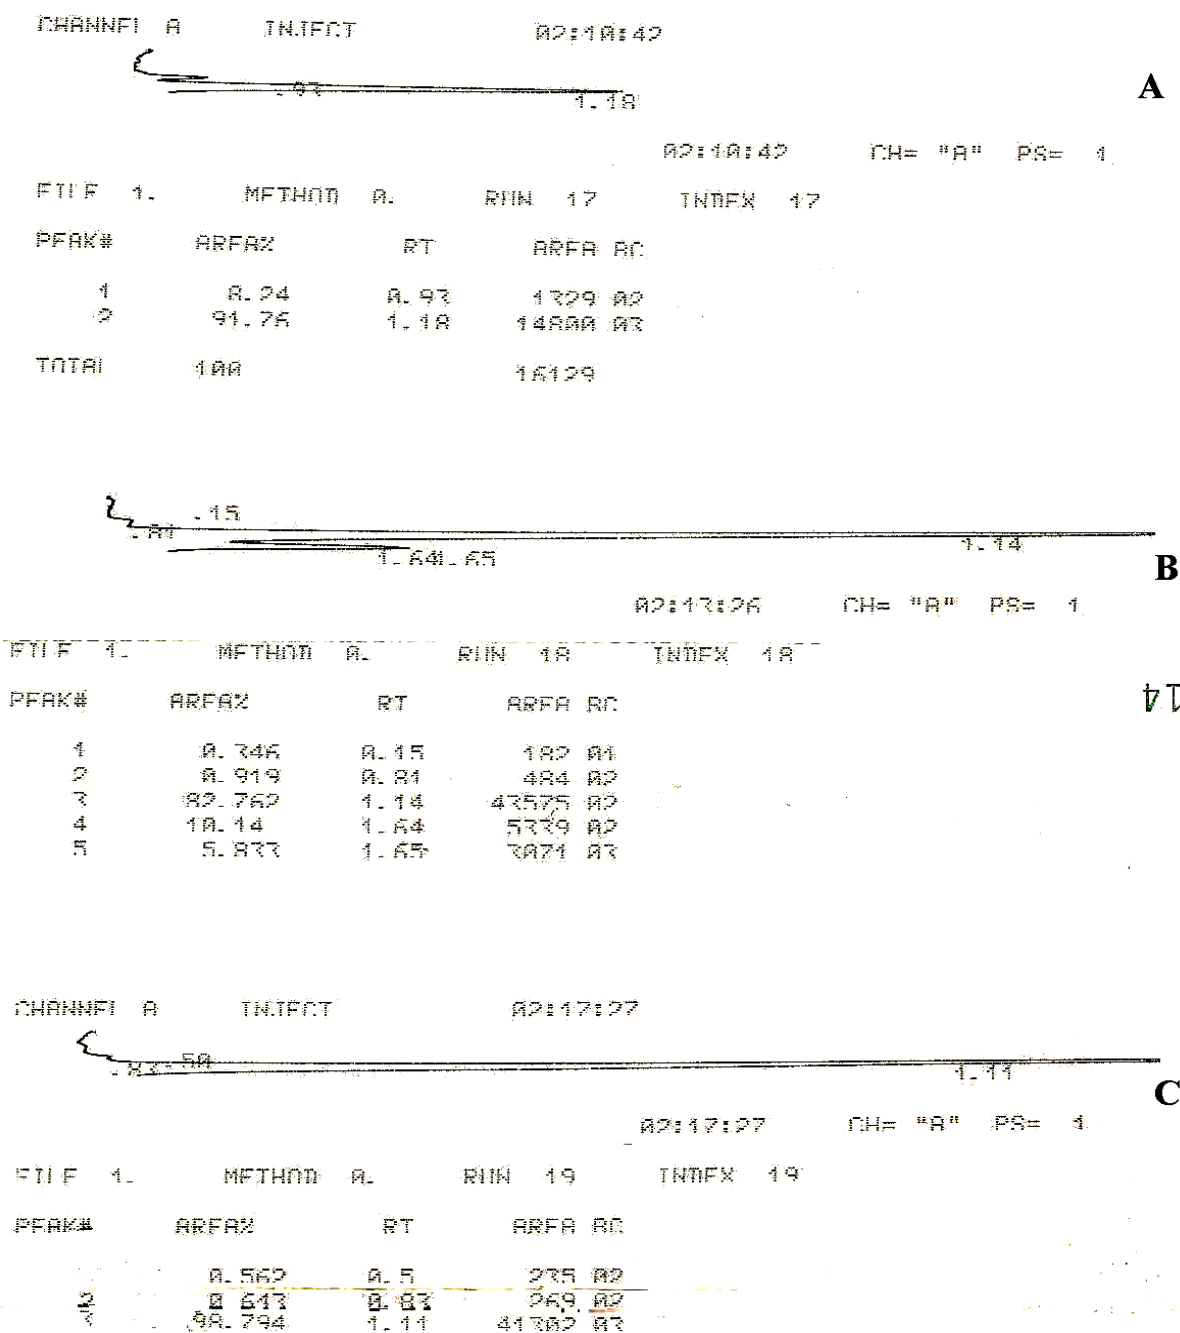 CHANNEL A INJECT 02:10:42
.93
1.18
A
02:10:42 CH= "A" PS= 1
FILE 1. METHOD 0. RUN 17 INDEX 17
PEAK# AREA% RT AREA BC
1 8.24 0.93 1329 02
2 91.76 1.18 14800 03
TOTAL 100 16129
.15
.81
1.14
1.641.65
B
02:13:26 CH= "A" PS= 1
FILE 1. METHOD 0. RUN 18 INDEX 18
PEAK# AREA% RT AREA BC
14
1 0.346 0.15 182 01
2 0.919 0.81 484 02
3 82.762 1.14 43575 02
4 10.14 1.64 5339 02
5 5.833 1.65 3071 03
CHANNEL A INJECT 02:17:27
.83.50
1.11
C
02:17:27 CH= "A" PS= 1
FILE 1. METHOD 0. RUN 19 INDEX 19
PEAK# AREA% RT AREA BC
0.562 0.5 235 02
2 0.643 0.83 269 02
3 98.794 1.11 41302 03